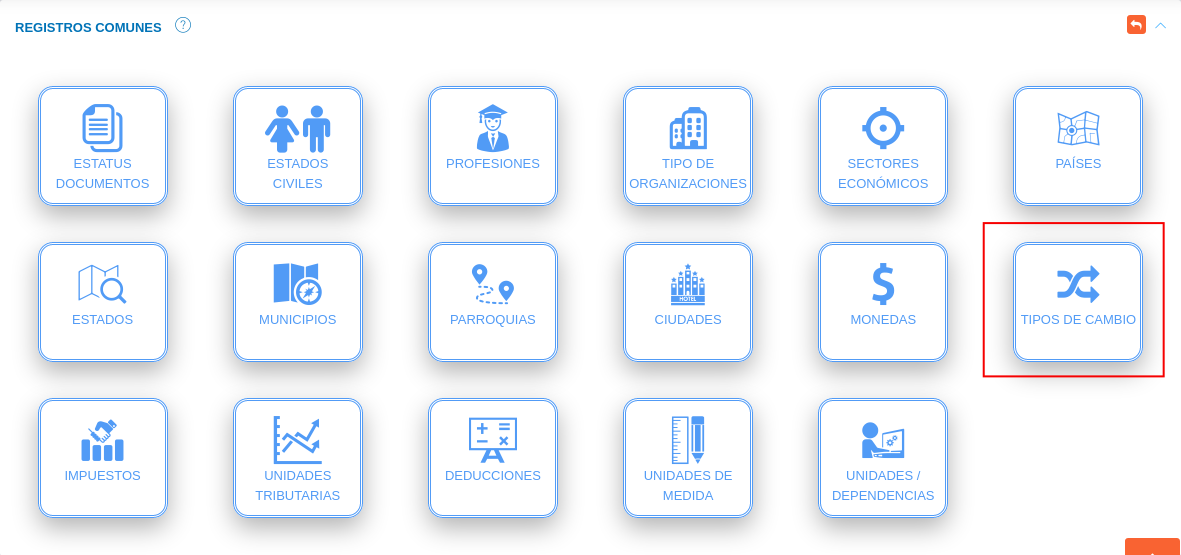 REGISTROS COMUNES ?
ESTATUS
DOCUMENTOS
ESTADOS
CIVILES
PROFESIONES
TIPO DE
ORGANIZACIONES
SECTORES
ECONÓMICOS
PAÍSES
ESTADOS
MUNICIPIOS
PARROQUIAS
HOTEL
CIUDADES
MONEDAS
TIPOS DE CAMBIO
IMPUESTOS
UNIDADES
TRIBUTARIAS
DEDUCCIONES
UNIDADES DE
MEDIDA
UNIDADES /
DEPENDENCIAS